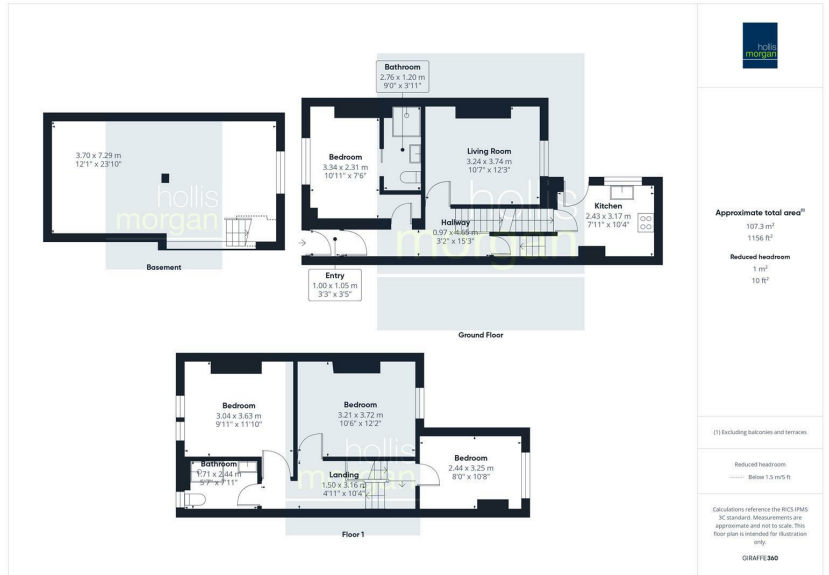 3.70 x 7.29 m
12'1" x 23'10"
hollis
morgan
Basement
Bathroom
2.76 x 1.20 m
9'0" x 3'11"
Bedroom
3.34 x 2.31 m
10'11" x 7'6"
Living Room
3.24 x 3.74 m
10'7" x 12'3"
Kitchen
2.43 x 3.17 m
7'11" x 10'4"
Hallway
0.97 x 4.65 m
3'2" x 15'3"
hollis
morgan
Entry
1.00 x 1.05 m
3'3" x 3'5"
Ground Floor
Bedroom
3.04 x 3.63 m
9'11" x 11'10"
Bedroom
3.21 x 3.72 m
10'6" x 12'2"
Bedroom
2.44 x 3.25 m
8'0" x 10'8"
Bathroom
1.71 x 2.44 m
5'7" x 7'11"
Landing
1.50 x 3.16 m
4'11" x 10'4"
hollis
morgan
Floor 1
hollis
morgan
Approximate total area⁽¹⁾
107.3 m²
1156 ft²
Reduced headroom
1 m²
10 ft²
(1) Excluding balconies and terraces
Reduced headroom
Below 1.5 m/5 ft
Calculations reference the RICS IPMS
3C standard. Measurements are
approximate and not to scale. This
floor plan is intended for illustration
only.
GIRAFFE360